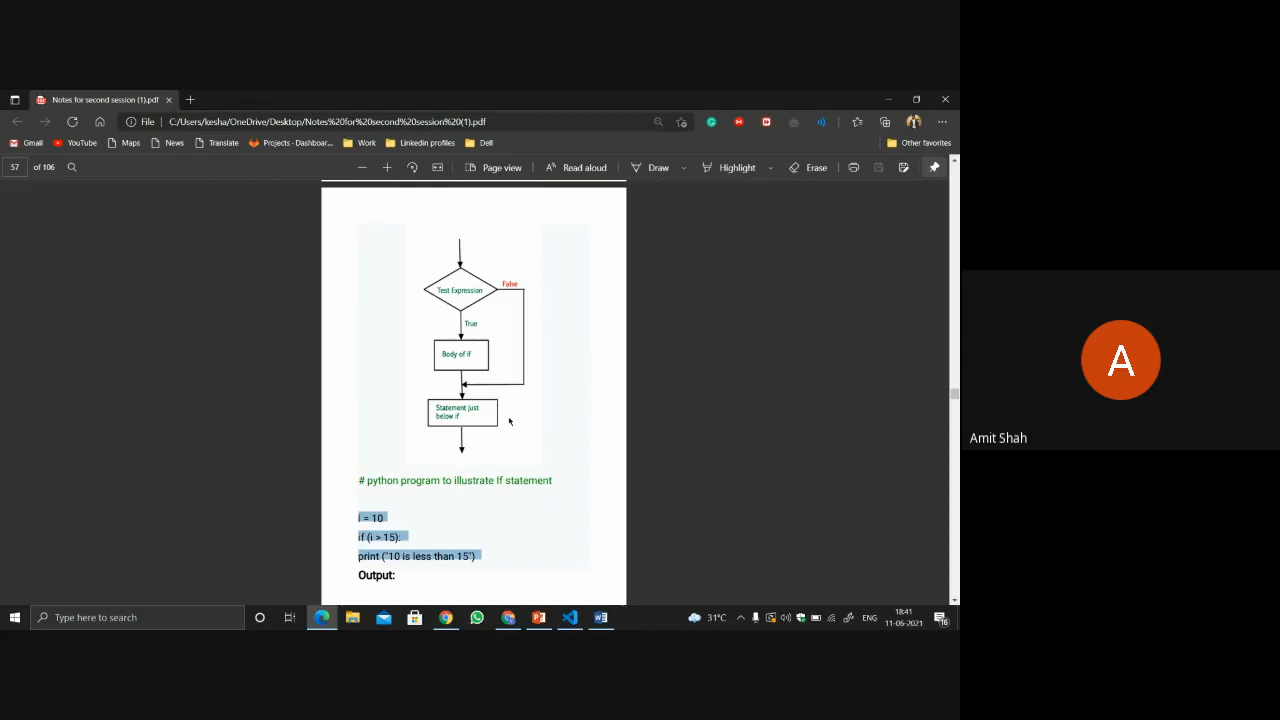 Notes for second session (1).pdf
File
C:/Users/kesha/OneDrive/Desktop/Notes%20for%20second%20session%20(1).pdf
Gmail
YouTube
Maps
News
Translate
Projects · Dashboar...
Work
Linkedin profiles
Dell
Other favorites
57
of 106
Page view
Read aloud
Draw
Highlight
Erase
Test Expression
False
True
Body of if
Statement just
below if
# python program to illustrate If statement
i = 10
if (i > 15):
print ("10 is less than 15")
Output:
A
Amit Shah
Type here to search
31°C
ENG
18:41
11-06-2021
16